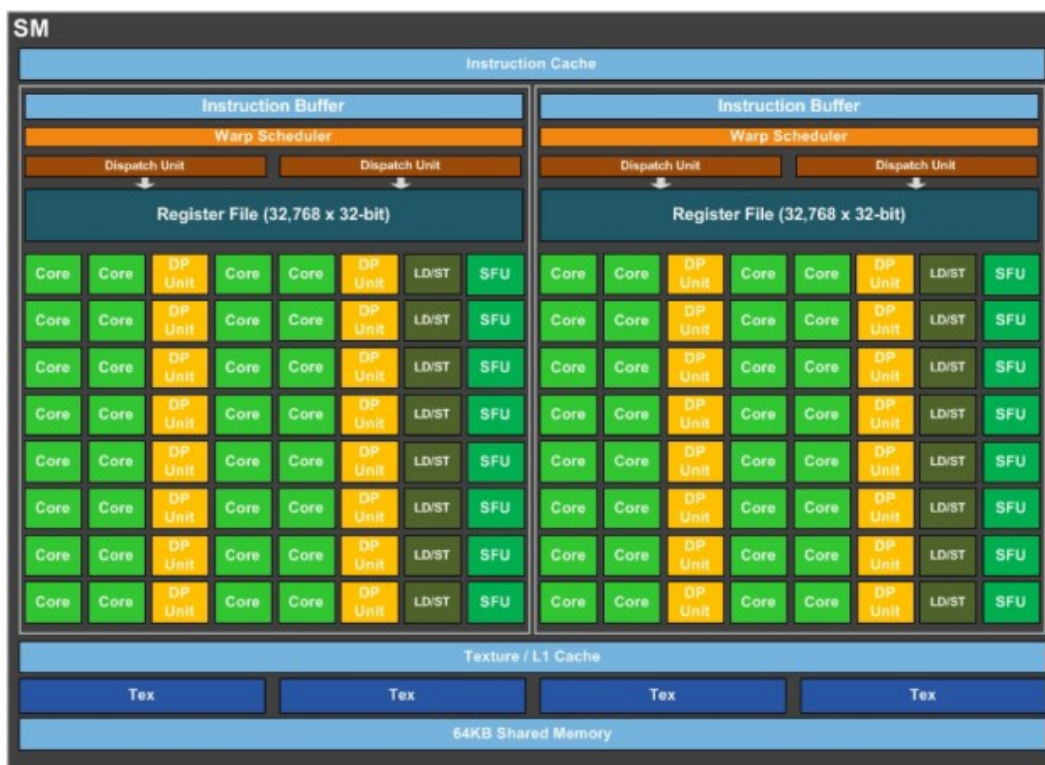 SM
Instruction Cache
Instruction Buffer Instruction Buffer
Warp Scheduler Warp Scheduler
Dispatch Unit Dispatch Unit Dispatch Unit Dispatch Unit
Register File (32,768 x 32-bit) Register File (32,768 x 32-bit)
Core Core DP Unit Core Core DP Unit LD/ST SFU Core Core DP Unit Core Core DP Unit LD/ST SFU
Core Core DP Unit Core Core DP Unit LD/ST SFU Core Core DP Unit Core Core DP Unit LD/ST SFU
Core Core DP Unit Core Core DP Unit LD/ST SFU Core Core DP Unit Core Core DP Unit LD/ST SFU
Core Core DP Unit Core Core DP Unit LD/ST SFU Core Core DP Unit Core Core DP Unit LD/ST SFU
Core Core DP Unit Core Core DP Unit LD/ST SFU Core Core DP Unit Core Core DP Unit LD/ST SFU
Core Core DP Unit Core Core DP Unit LD/ST SFU Core Core DP Unit Core Core DP Unit LD/ST SFU
Core Core DP Unit Core Core DP Unit LD/ST SFU Core Core DP Unit Core Core DP Unit LD/ST SFU
Core Core DP Unit Core Core DP Unit LD/ST SFU Core Core DP Unit Core Core DP Unit LD/ST SFU
Texture / L1 Cache
Tex Tex Tex Tex
64KB Shared Memory